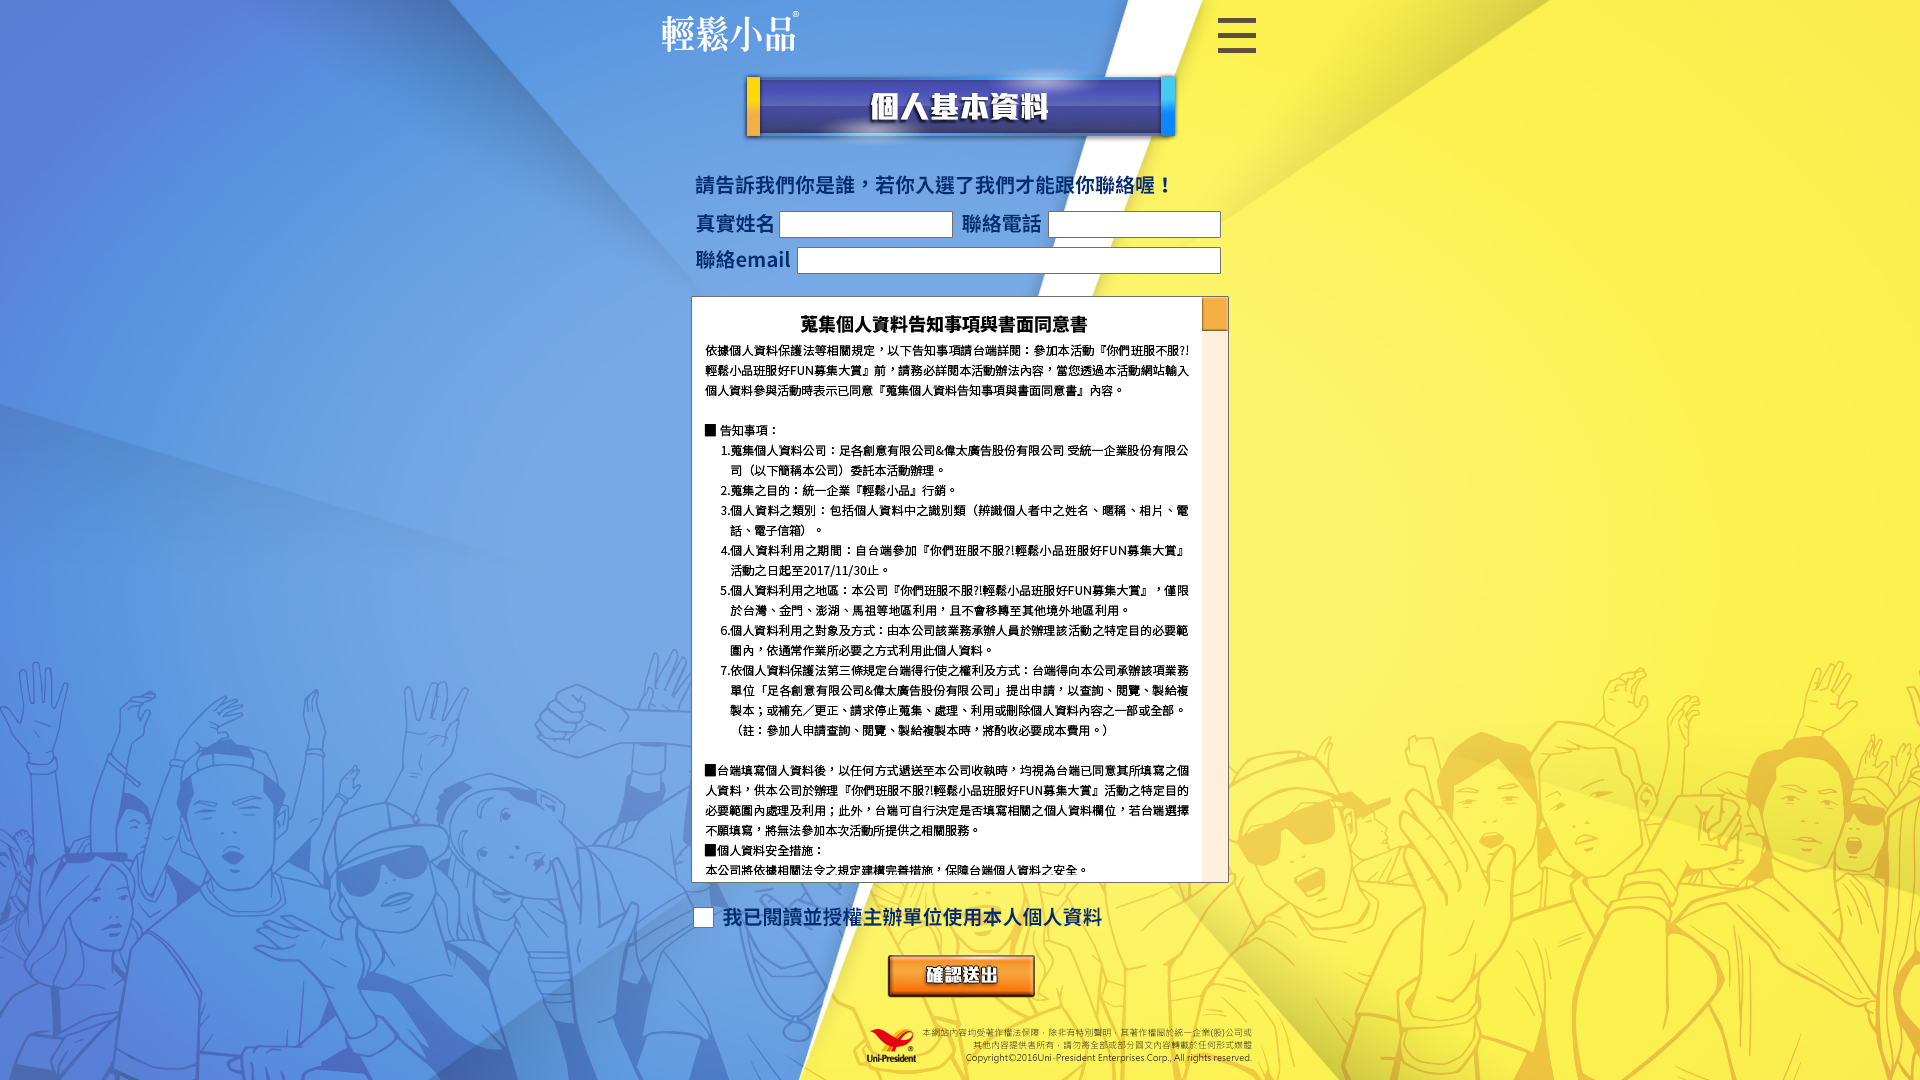 輕鬆小品®
個人基本資料
請告訴我們你是誰，若你入選了我們才能跟你聯絡喔！
真實姓名 聯絡電話
聯絡email
蒐集個人資料告知事項與書面同意書
依據個人資料保護法等相關規定，以下告知事項請台端詳閱：參加本活動『你們班服不服?!
輕鬆小品班服好FUN募集大賞』前，請務必詳閱本活動辦法內容，當您透過本活動網站輸入
個人資料參與活動時表示已同意『蒐集個人資料告知事項與書面同意書』內容。
■ 告知事項：
1.蒐集個人資料公司：足各創意有限公司&偉太廣告股份有限公司 受統一企業股份有限公
司（以下簡稱本公司）委託本活動辦理。
2.蒐集之目的：統一企業『輕鬆小品』行銷。
3.個人資料之類別：包括個人資料中之識別類（辨識個人者中之姓名、暱稱、相片、電
話、電子信箱）。
4.個人資料利用之期間：自台端參加『你們班服不服?!輕鬆小品班服好FUN募集大賞』
活動之日起至2017/11/30止。
5.個人資料利用之地區：本公司『你們班服不服?!輕鬆小品班服好FUN募集大賞』，僅限
於台灣、金門、澎湖、馬祖等地區利用，且不會移轉至其他境外地區利用。
6.個人資料利用之對象及方式：由本公司該業務承辦人員於辦理該活動之特定目的必要範
圍內，依通常作業所必要之方式利用此個人資料。
7.依個人資料保護法第三條規定台端得行使之權利及方式：台端得向本公司承辦該項業務
單位「足各創意有限公司&偉太廣告股份有限公司」提出申請，以查詢、閱覽、製給複
製本；或補充／更正、請求停止蒐集、處理、利用或刪除個人資料內容之一部或全部。
（註：參加人申請查詢、閱覽、製給複製本時，將酌收必要成本費用。）
■台端填寫個人資料後，以任何方式遞送至本公司收執時，均視為台端已同意其所填寫之個
人資料，供本公司於辦理『你們班服不服?!輕鬆小品班服好FUN募集大賞』活動之特定目的
必要範圍內處理及利用；此外，台端可自行決定是否填寫相關之個人資料欄位，若台端選擇
不願填寫，將無法參加本次活動所提供之相關服務。
■個人資料安全措施：
本公司將依據相關法令之規定建構完善措施，保障台端個人資料之安全。
我已閱讀並授權主辦單位使用本人個人資料
確認送出
Uni-President®
本網站內容均受著作權法保障．除非有特別聲明．其著作權屬於統一企業(股)公司或
其他內容提供者所有．請勿將全部或部分圖文內容轉載於任何形式媒體
Copyright©2016Uni-President Enterprises Corp., All rights reserved.